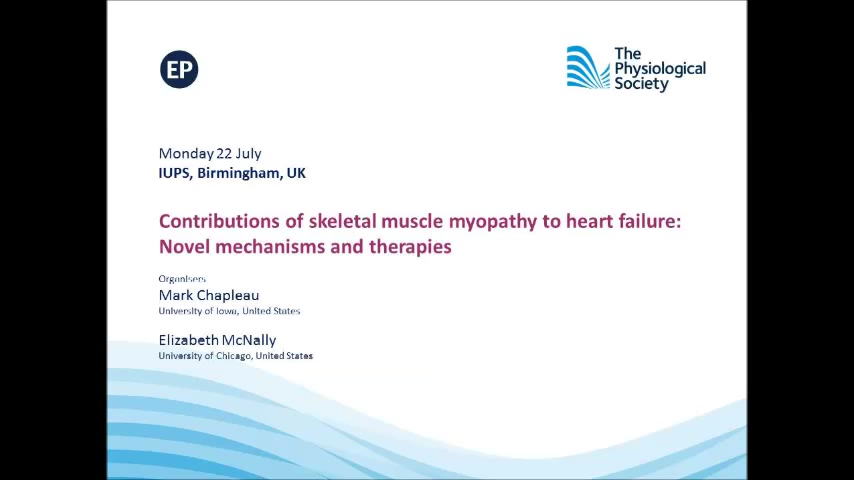 EP
The
Physiological
Society
Monday 22 July
IUPS, Birmingham, UK
Contributions of skeletal muscle myopathy to heart failure:
Novel mechanisms and therapies
Organisers
Mark Chapleau
University of Iowa, United States
Elizabeth McNally
University of Chicago, United States